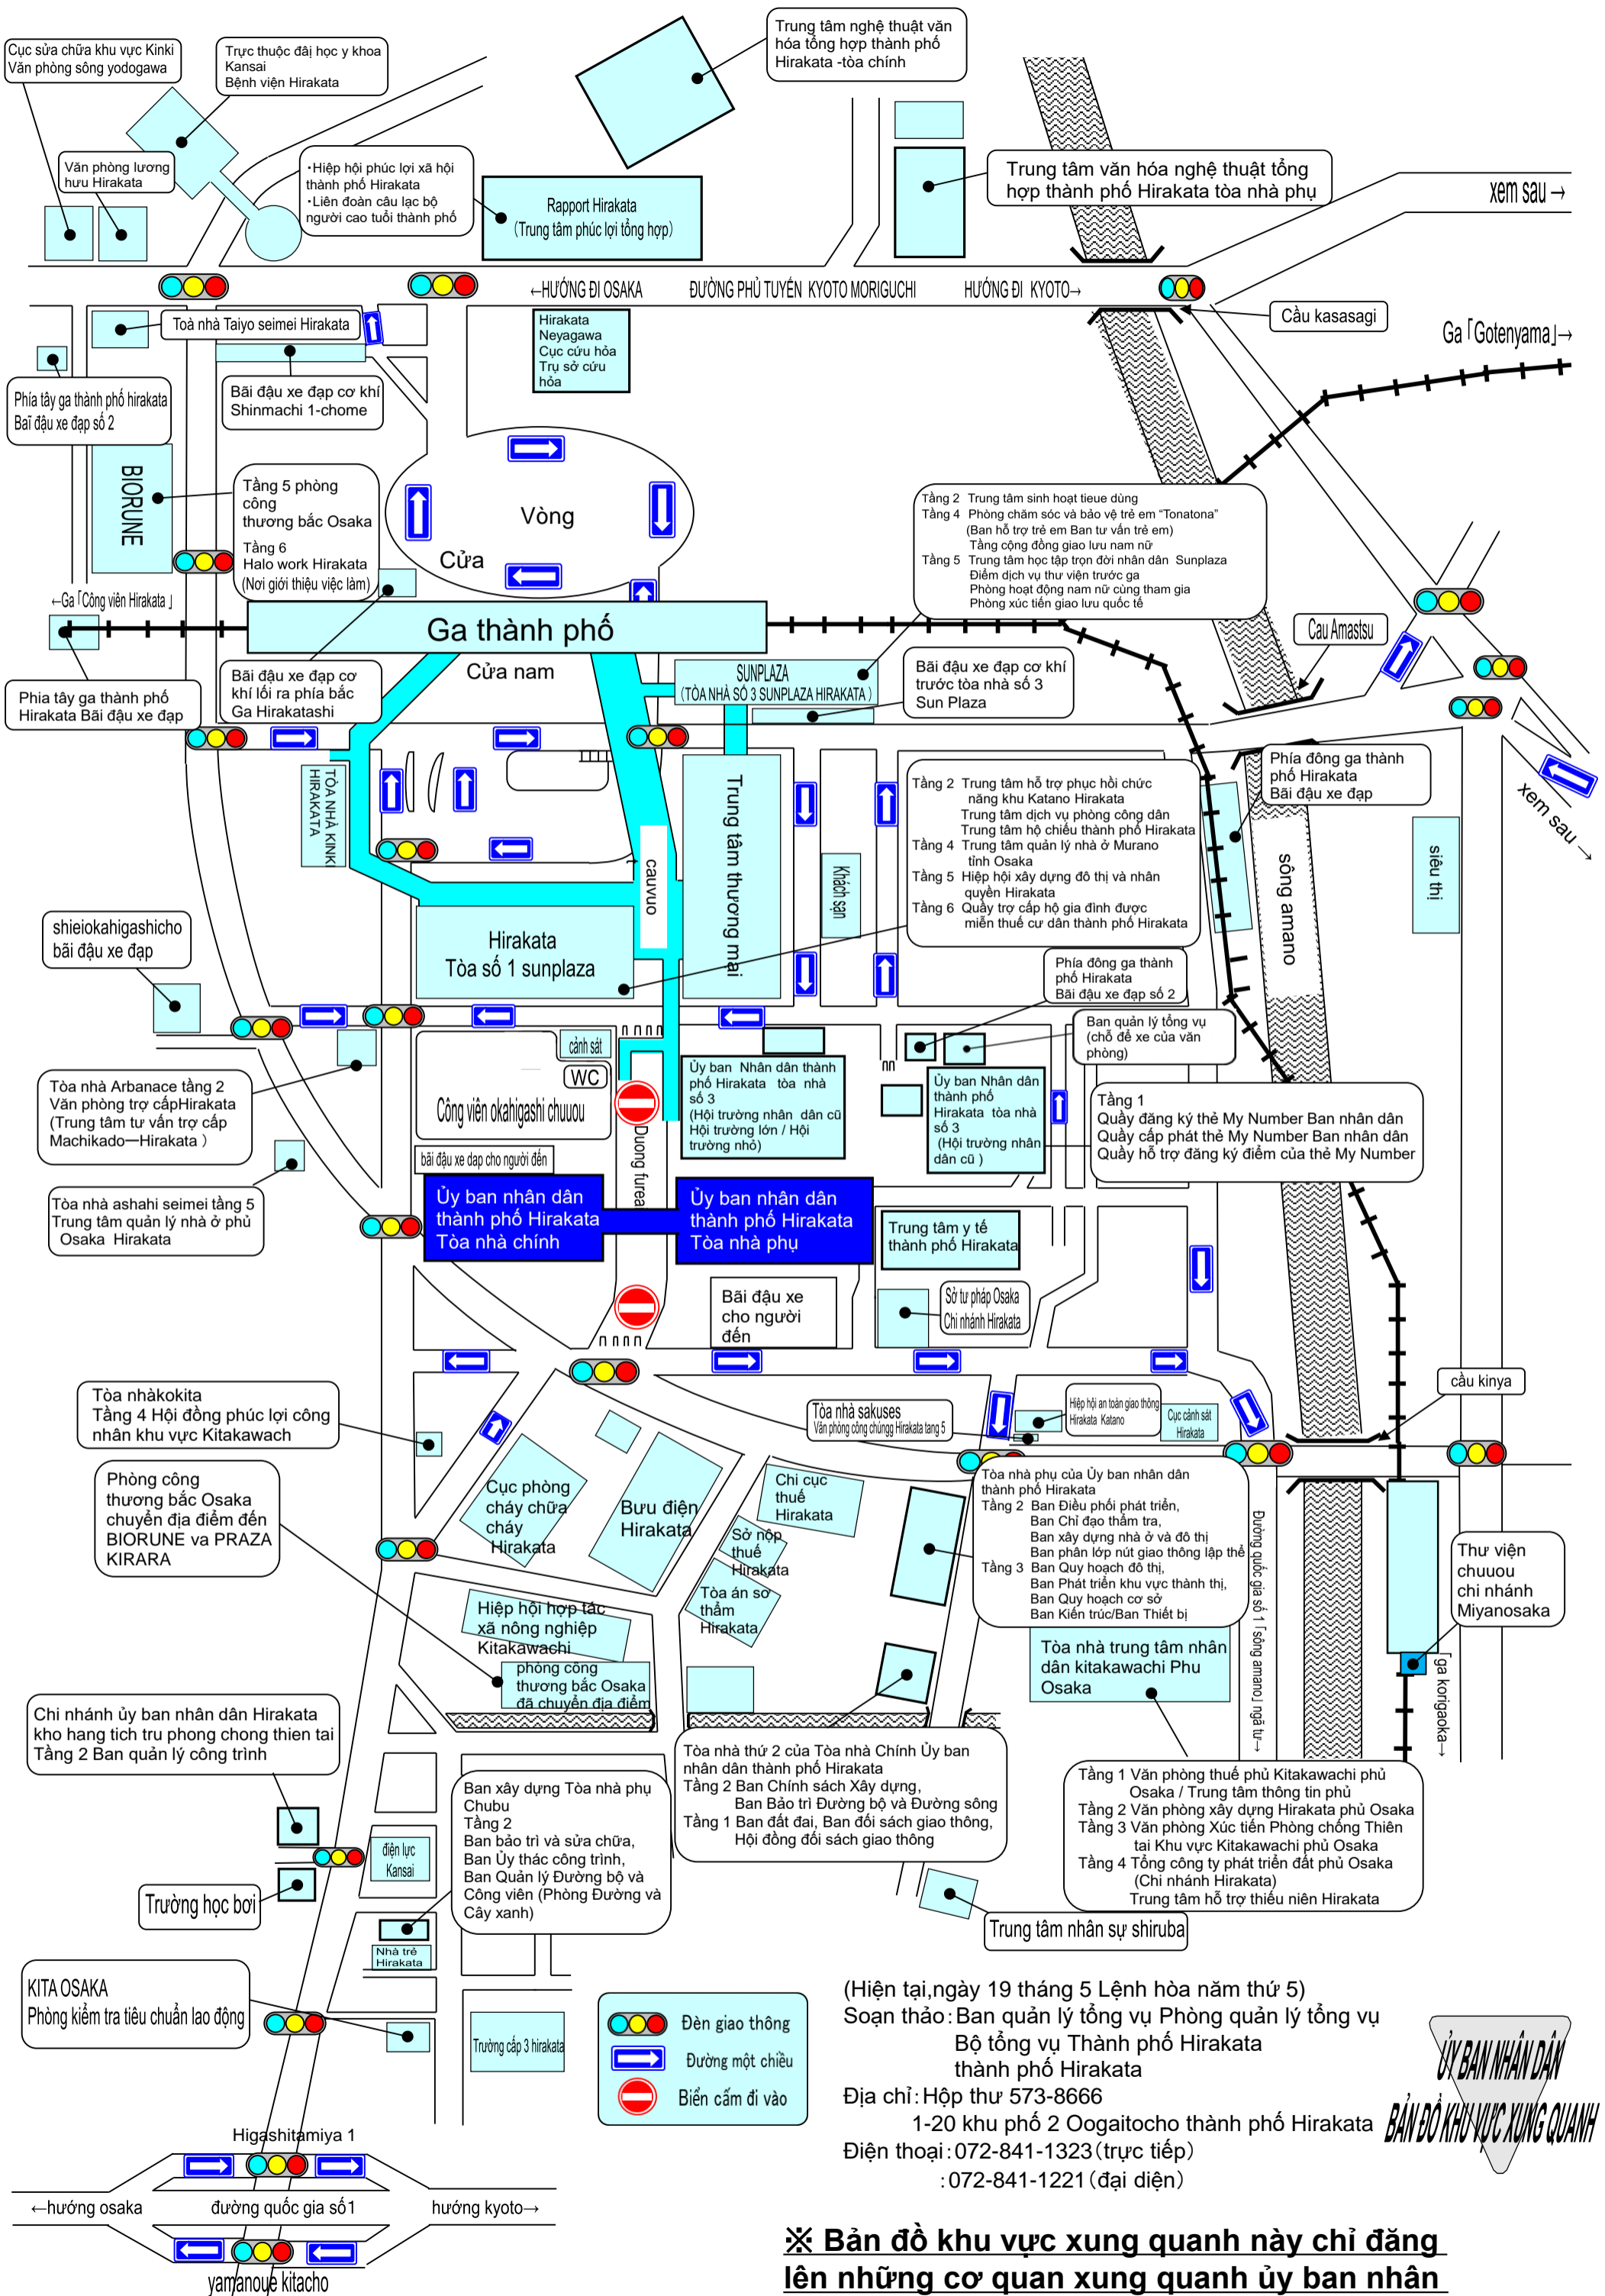 Cục sửa chữa khu vực Kinki
Văn phòng sông yodogawa
Trực thuộc đại học y khoa
Kansai
Bệnh viện Hirakata
Trung tâm nghệ thuật văn
hóa tổng hợp thành phố
Hirakata -tòa chính
Văn phòng lương
hưu Hirakata
・Hiệp hội phúc lợi xã hội
thành phố Hirakata
・Liên đoàn câu lạc bộ
người cao tuổi thành phố
Rapport Hirakata
(Trung tâm phúc lợi tổng hợp)
Trung tâm văn hóa nghệ thuật tổng
hợp thành phố Hirakata tòa nhà phụ
xem sau→
←HƯỚNG ĐI OSAKA
ĐƯỜNG PHỦ TUYẾN KYOTO MORIGUCHI
HƯỚNG ĐI KYOTO→
Toà nhà Taiyo seimei Hirakata
Hirakata
Neyagawa
Cục cứu hỏa
Trụ sở cứu
hỏa
Cầu kasasagi
Ga「Gotenyama」→
Phía tây ga thành phố hirakata
Baĩ đậu xe đạp số 2
Bãi đậu xe đạp cơ khí
Shinmachi 1-chome
BIORUNE
Tầng 5 phòng
công
thương bắc Osaka
Tầng 6
Halo work Hirakata
(Nơi giới thiệu việc làm)
Vòng
Cửa
Tầng 2 Trung tâm sinh hoạt tieue dùng
Tầng 4 Phòng chăm sóc và bảo vệ trẻ em “Tonatona”
(Ban hỗ trợ trẻ em Ban tư vấn trẻ em)
Tầng cộng đồng giao lưu nam nữ
Tầng 5 Trung tâm học tập trọn đời nhân dân Sunplaza
Điểm dịch vụ thư viện trước ga
Phòng hoạt động nam nữ cùng tham gia
Phòng xúc tiến giao lưu quốc tế
←Ga「Công viên Hirakata」
Ga thành phố
Cau Amastsu
Cửa nam
Phia tây ga thành phố
Hirakata Bãi đậu xe đạp
Bãi đậu xe đạp cơ
khí lối ra phía bắc
Ga Hirakatashi
SUNPLAZA
(TÒA NHÀ SỐ 3 SUNPLAZA HIRAKATA)
Bãi đậu xe đạp cơ khí
trước tòa nhà số 3
Sun Plaza
TÒA NHÀ KINKI
HIRAKATA
Trung tâm thương mai
Phía đông ga thành
phố Hirakata
Bãi đậu xe đạp
xem sau→
Tầng 2 Trung tâm hỗ trợ phục hồi chức
năng khu Katano Hirakata
Trung tâm dịch vụ phòng công dân
Trung tâm hộ chiếu thành phố Hirakata
Tầng 4 Trung tâm quản lý nhà ở Murano
tỉnh Osaka
Tầng 5 Hiệp hội xây dựng đô thị và nhân
quyền Hirakata
Tầng 6 Quầy trợ cấp hộ gia đình được
miễn thuế cư dân thành phố Hirakata
cauvuo
Khách sạn
sông amano
siêu thị
Hirakata
Tòa số 1 sunplaza
shieiokahigashicho
bãi đậu xe đạp
Phía đông ga thành
phố Hirakata
Bãi đậu xe đạp số 2
Ban quản lý tổng vụ
(chỗ để xe của văn
phòng)
cảnh sát
WC
Công viên okahigashi chuuou
Tòa nhà Arbanace tầng 2
Văn phòng trợ cấpHirakata
(Trung tâm tư vấn trợ cấp
Machikado—Hirakata )
Ủy ban Nhân dân thành
phố Hirakata tòa nhà
số 3
(Hội trường nhân dân cũ
Hội trường lớn / Hội
trường nhỏ)
Ủy ban Nhân dân
thành phố
Hirakata tòa nhà
số 3
(Hội trường nhân
dân cũ )
Tầng 1
Quầy đăng ký thẻ My Number Ban nhân dân
Quầy cấp phát thẻ My Number Ban nhân dân
Quầy hỗ trợ đăng ký điểm của thẻ My Number
Duong fureai
bãi đậu xe dap cho người đến
Tòa nhà ashahi seimei tầng 5
Trung tâm quản lý nhà ở phủ
Osaka Hirakata
Ủy ban nhân dân
thành phố Hirakata
Tòa nhà chính
Ủy ban nhân dân
thành phố Hirakata
Tòa nhà phụ
Trung tâm y tế
thành phố Hirakata
Bãi đậu xe
cho người
đến
Sở tư pháp Osaka
Chi nhánh Hirakata
cầu kinya
Tòa nhàkokita
Tầng 4 Hội đồng phúc lợi công
nhân khu vực Kitakawach
Tòa nhà sakuses
Văn phòng công chứngg Hirakata tang 5
Hiệp hội an toàn giao thông
Hirakata Katano
Cục cảnh sát
Hirakata
Phòng công
thương bắc Osaka
chuyển địa điểm đến
BIORUNE va PRAZA
KIRARA
Cục phòng
cháy chữa
cháy
Hirakata
Bưu điện
Hirakata
Chi cục
thuế
Hirakata
Sở nộp
thuế
Hirakata
Tòa án sơ
thẩm
Hirakata
Tòa nhà phụ của Ủy ban nhân dân
thành phố Hirakata
Tầng 2 Ban Điều phối phát triển,
Ban Chỉ đạo thẩm tra,
Ban xây dựng nhà ở và đô thị
Ban phân lớp nút giao thông lập thể
Tầng 3 Ban Quy hoạch đô thị,
Ban Phát triển khu vực thành thị,
Ban Quy hoạch cơ sở
Ban Kiến trúc/Ban Thiết bị
Đường quốc gia số 1「sông amano」ngã tư→
Thư viện
chuuou
chi nhánh
Miyanosaka
「ga korigaoka→
Hiệp hội hợp tác
xã nông nghiệp
Kitakawachi
phòng công
thương bắc Osaka
đã chuyển địa điểm
Tòa nhà trung tâm nhân
dân kitakawachi Phu
Osaka
Chi nhánh ủy ban nhân dân Hirakata
kho hang tich tru phong chong thien tai
Tầng 2 Ban quản lý công trình
Tòa nhà thứ 2 của Tòa nhà Chính Ủy ban
nhân dân thành phố Hirakata
Tầng 2 Ban Chính sách Xây dựng,
Ban Bảo trì Đường bộ và Đường sông
Tầng 1 Ban đất đai, Ban đối sách giao thông,
Hội đồng đối sách giao thông
Ban xây dựng Tòa nhà phụ
Chubu
Tầng 2
Ban bảo trì và sửa chữa,
Ban Ủy thác công trình,
Ban Quản lý Đường bộ và
Công viên (Phòng Đường và
Cây xanh)
Tầng 1 Văn phòng thuế phủ Kitakawachi phủ
Osaka / Trung tâm thông tin phủ
Tầng 2 Văn phòng xây dựng Hirakata phủ Osaka
Tầng 3 Văn phòng Xúc tiến Phòng chống Thiên
tai Khu vực Kitakawachi phủ Osaka
Tầng 4 Tổng công ty phát triển đất phủ Osaka
(Chi nhánh Hirakata)
Trung tâm hỗ trợ thiếu niên Hirakata
điện lực
Kansai
Trường học bơi
Nhà trẻ
Hirakata
Trung tâm nhân sự shiruba
KITA OSAKA
Phòng kiểm tra tiêu chuẩn lao động
Trường cấp 3 hirakata
Đèn giao thông
Đường một chiều
Biển cấm đi vào
(Hiện tại,ngày 19 tháng 5 Lệnh hòa năm thứ 5)
Soạn thảo:Ban quản lý tổng vụ Phòng quản lý tổng vụ
Bộ tổng vụ Thành phố Hirakata
thành phố Hirakata
Địa chỉ:Hộp thư 573-8666
1-20 khu phố 2 Oogaitocho thành phố Hirakata
Điện thoại:072-841-1323(trực tiếp)
:072-841-1221(đại diện)
ỦY BAN NHÂN DÂN
BẢN ĐỒ KHU VỰC XUNG QUANH
Higashitamiya 1
←hướng osaka
đường quốc gia số1
hướng kyoto→
yamanoue kitacho
※ Bản đồ khu vực xung quanh này chỉ đăng
lên những cơ quan xung quanh ủy ban nhân